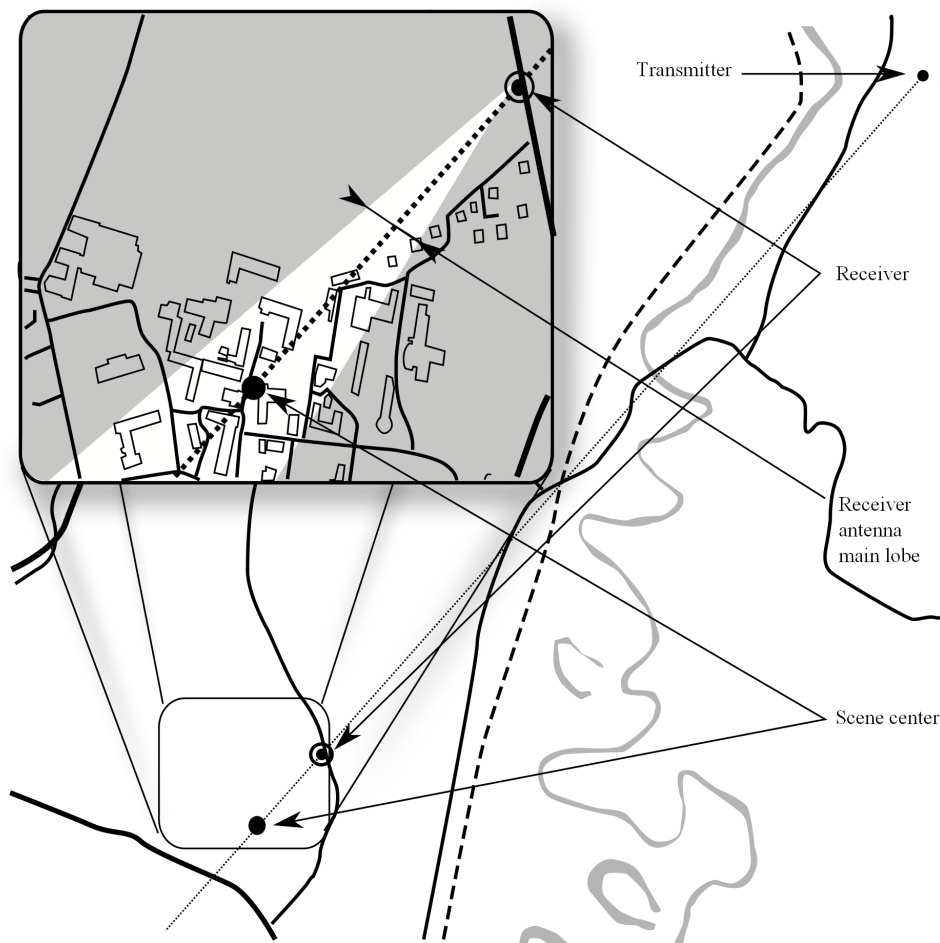 Transmitter
Receiver
Receiver
antenna
main lobe
Scene center